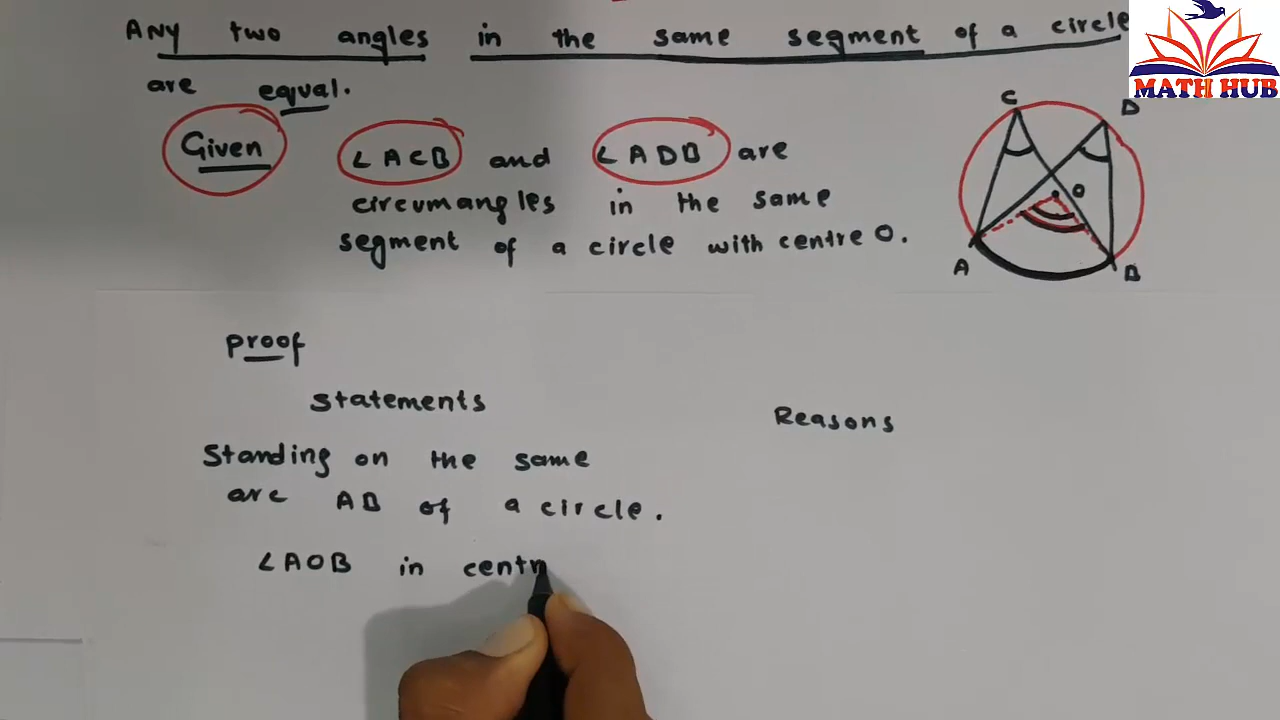 Any two angles in the same segment of a circle
are equal.
MATH HUB
Given ∠ACB and ∠ADB are
circumangles in the same
segment of a circle with centre O.
C
D
O
A
B
Proof
Statements
Reasons
Standing on the same
arc AB of a circle.
∠AOB in centr